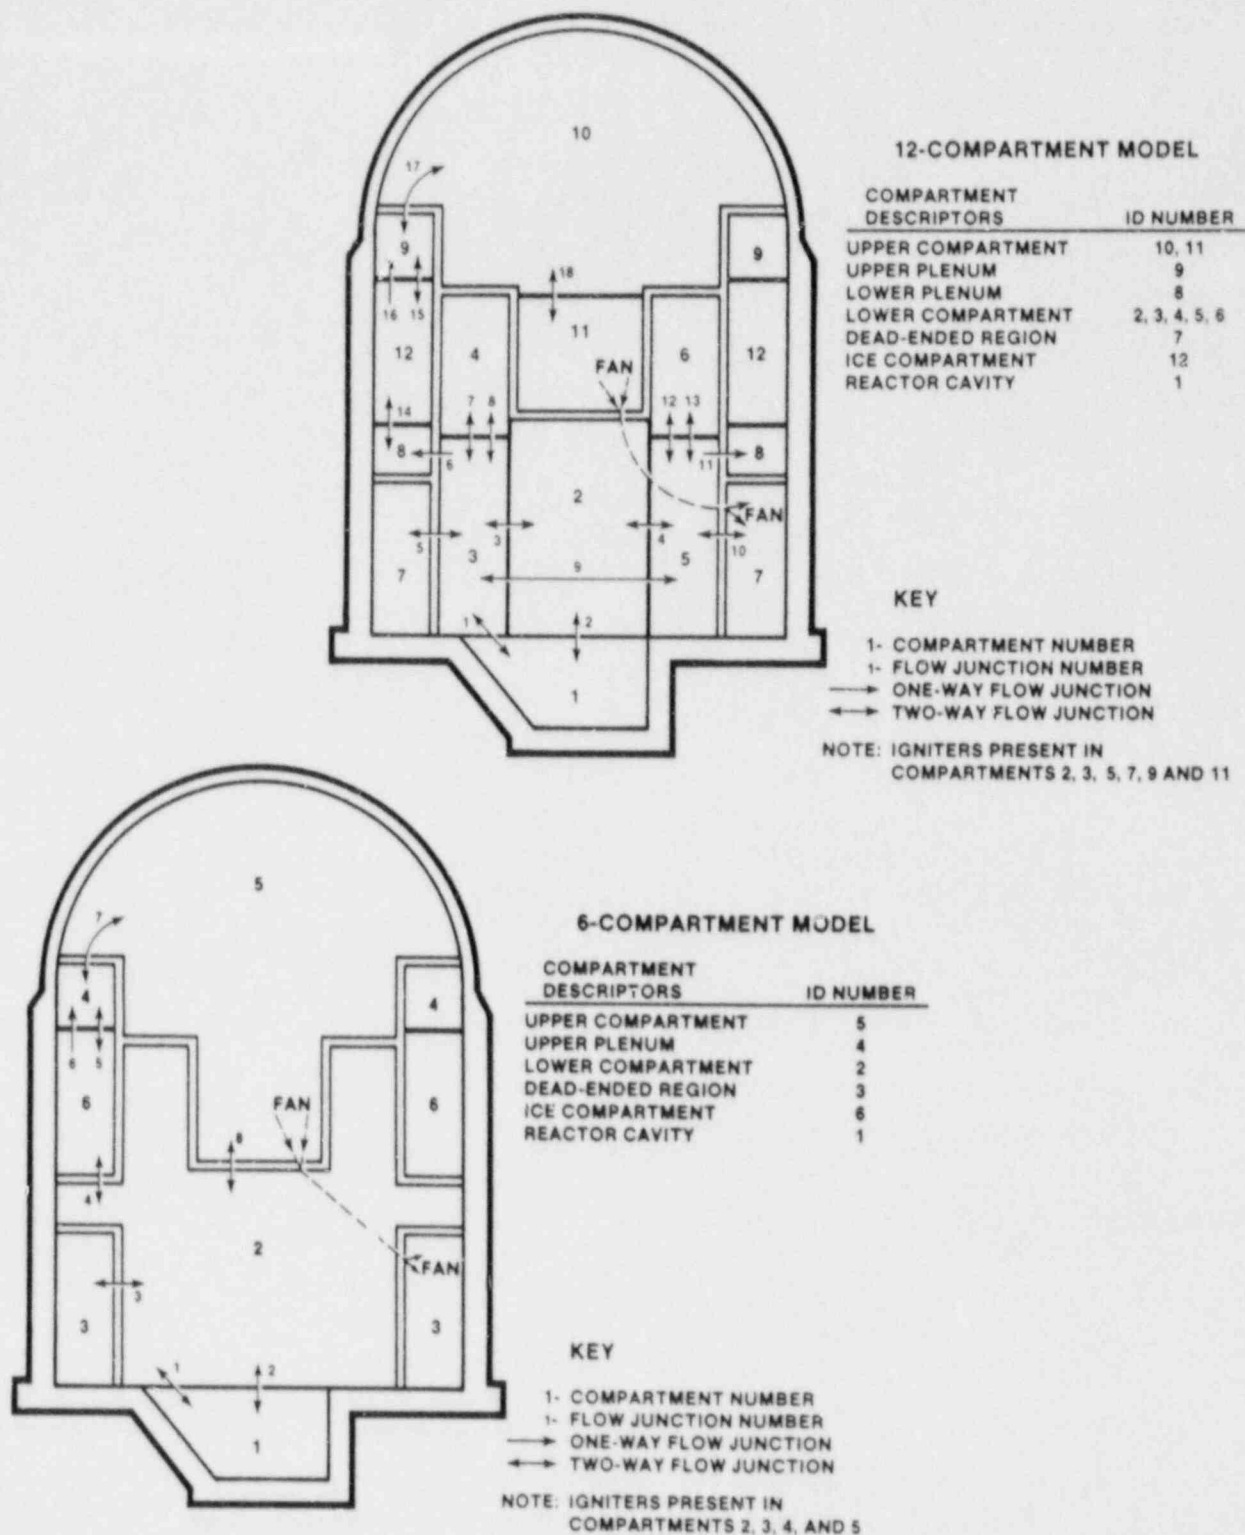 10
12-COMPARTMENT MODEL
COMPARTMENT
DESCRIPTORS ID NUMBER
UPPER COMPARTMENT 10, 11
UPPER PLENUM 9
LOWER PLENUM 8
LOWER COMPARTMENT 2, 3, 4, 5, 6
DEAD-ENDED REGION 7
ICE COMPARTMENT 12
REACTOR CAVITY 1
17
9 9
18
16 15 11
12 4 6 12
FAN
7 8 12 13
14
8 6 11 8
2
FAN
5 3 3 4 5 10
7 9 7
1 2
1
KEY
1- COMPARTMENT NUMBER
1- FLOW JUNCTION NUMBER
ONE-WAY FLOW JUNCTION
TWO-WAY FLOW JUNCTION
NOTE: IGNITERS PRESENT IN
COMPARTMENTS 2, 3, 5, 7, 9 AND 11
5
6-COMPARTMENT MODEL
COMPARTMENT
DESCRIPTORS ID NUMBER
UPPER COMPARTMENT 5
UPPER PLENUM 4
LOWER COMPARTMENT 2
DEAD-ENDED REGION 3
ICE COMPARTMENT 6
REACTOR CAVITY 1
7
4 4
6 5
6 FAN 6
8
4
2
FAN
3
3 3
1 2
1
KEY
1- COMPARTMENT NUMBER
1- FLOW JUNCTION NUMBER
ONE-WAY FLOW JUNCTION
TWO-WAY FLOW JUNCTION
NOTE: IGNITERS PRESENT IN
COMPARTMENTS 2, 3, 4, AND 5